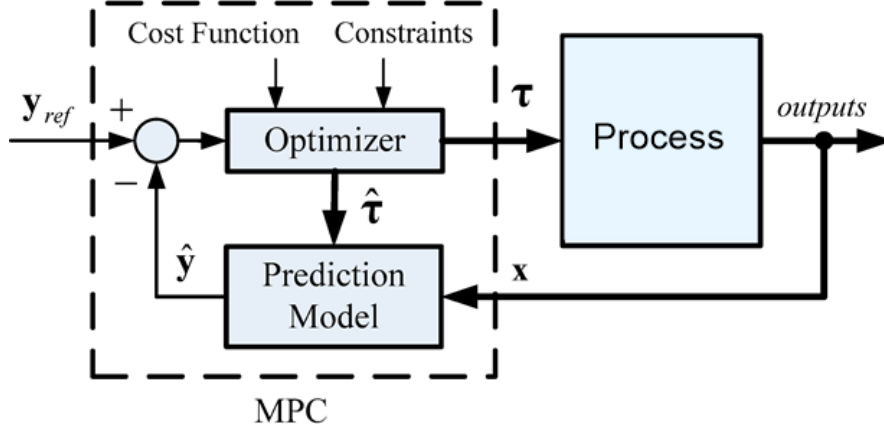 Cost Function
Constraints
y_ref
+
−
Optimizer
τ
Process
outputs
τ̂
ŷ
Prediction
Model
x
MPC